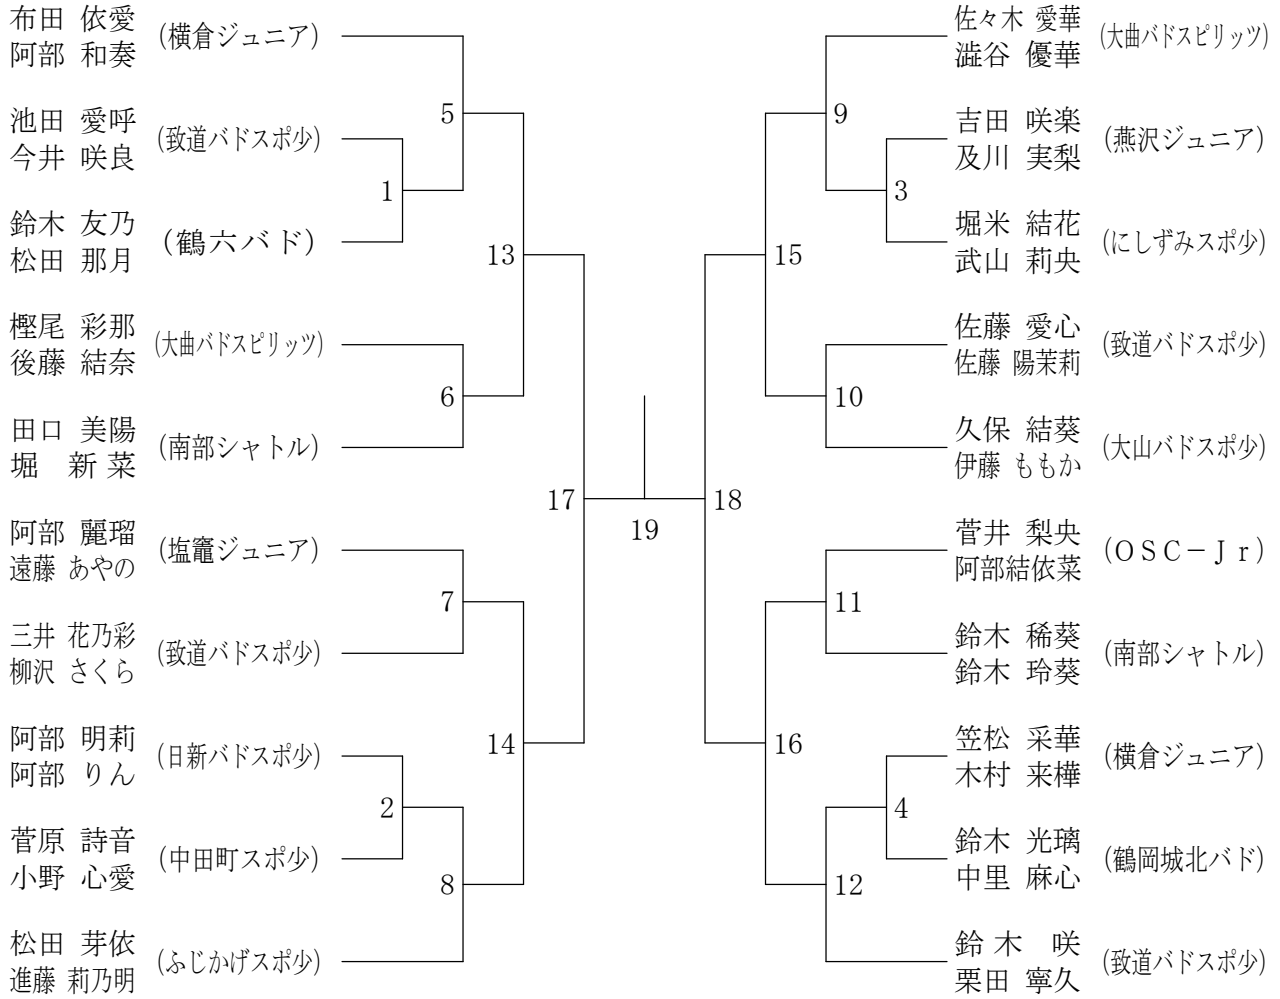 布田 依愛
阿部 和奏
(横倉ジュニア)
池田 愛呼
今井 咲良
(致道バドスポ少)
鈴木 友乃
松田 那月
(鶴六バド)
樫尾 彩那
後藤 結奈
(大曲バドスピリッツ)
田口 美陽
堀 新菜
(南部シャトル)
阿部 麗瑠
遠藤 あやの
(塩竈ジュニア)
三井 花乃彩
柳沢 さくら
(致道バドスポ少)
阿部 明莉
阿部 りん
(日新バドスポ少)
菅原 詩音
小野 心愛
(中田町スポ少)
松田 芽依
進藤 莉乃明
(ふじかげスポ少)
1
2
5
6
7
8
13
14
17
19
18
15
16
9
10
11
12
3
4
佐々木 愛華
澁谷 優華
(大曲バドスピリッツ)
吉田 咲楽
及川 実梨
(燕沢ジュニア)
堀米 結花
武山 莉央
(にしずみスポ少)
佐藤 愛心
佐藤 陽茉莉
(致道バドスポ少)
久保 結葵
伊藤 ももか
(大山バドスポ少)
菅井 梨央
阿部結依菜
(OSC－Jr)
鈴木 稀葵
鈴木 玲葵
(南部シャトル)
笠松 采華
木村 来樺
(横倉ジュニア)
鈴木 光璃
中里 麻心
(鶴岡城北バド)
鈴木 咲
栗田 寧久
(致道バドスポ少)